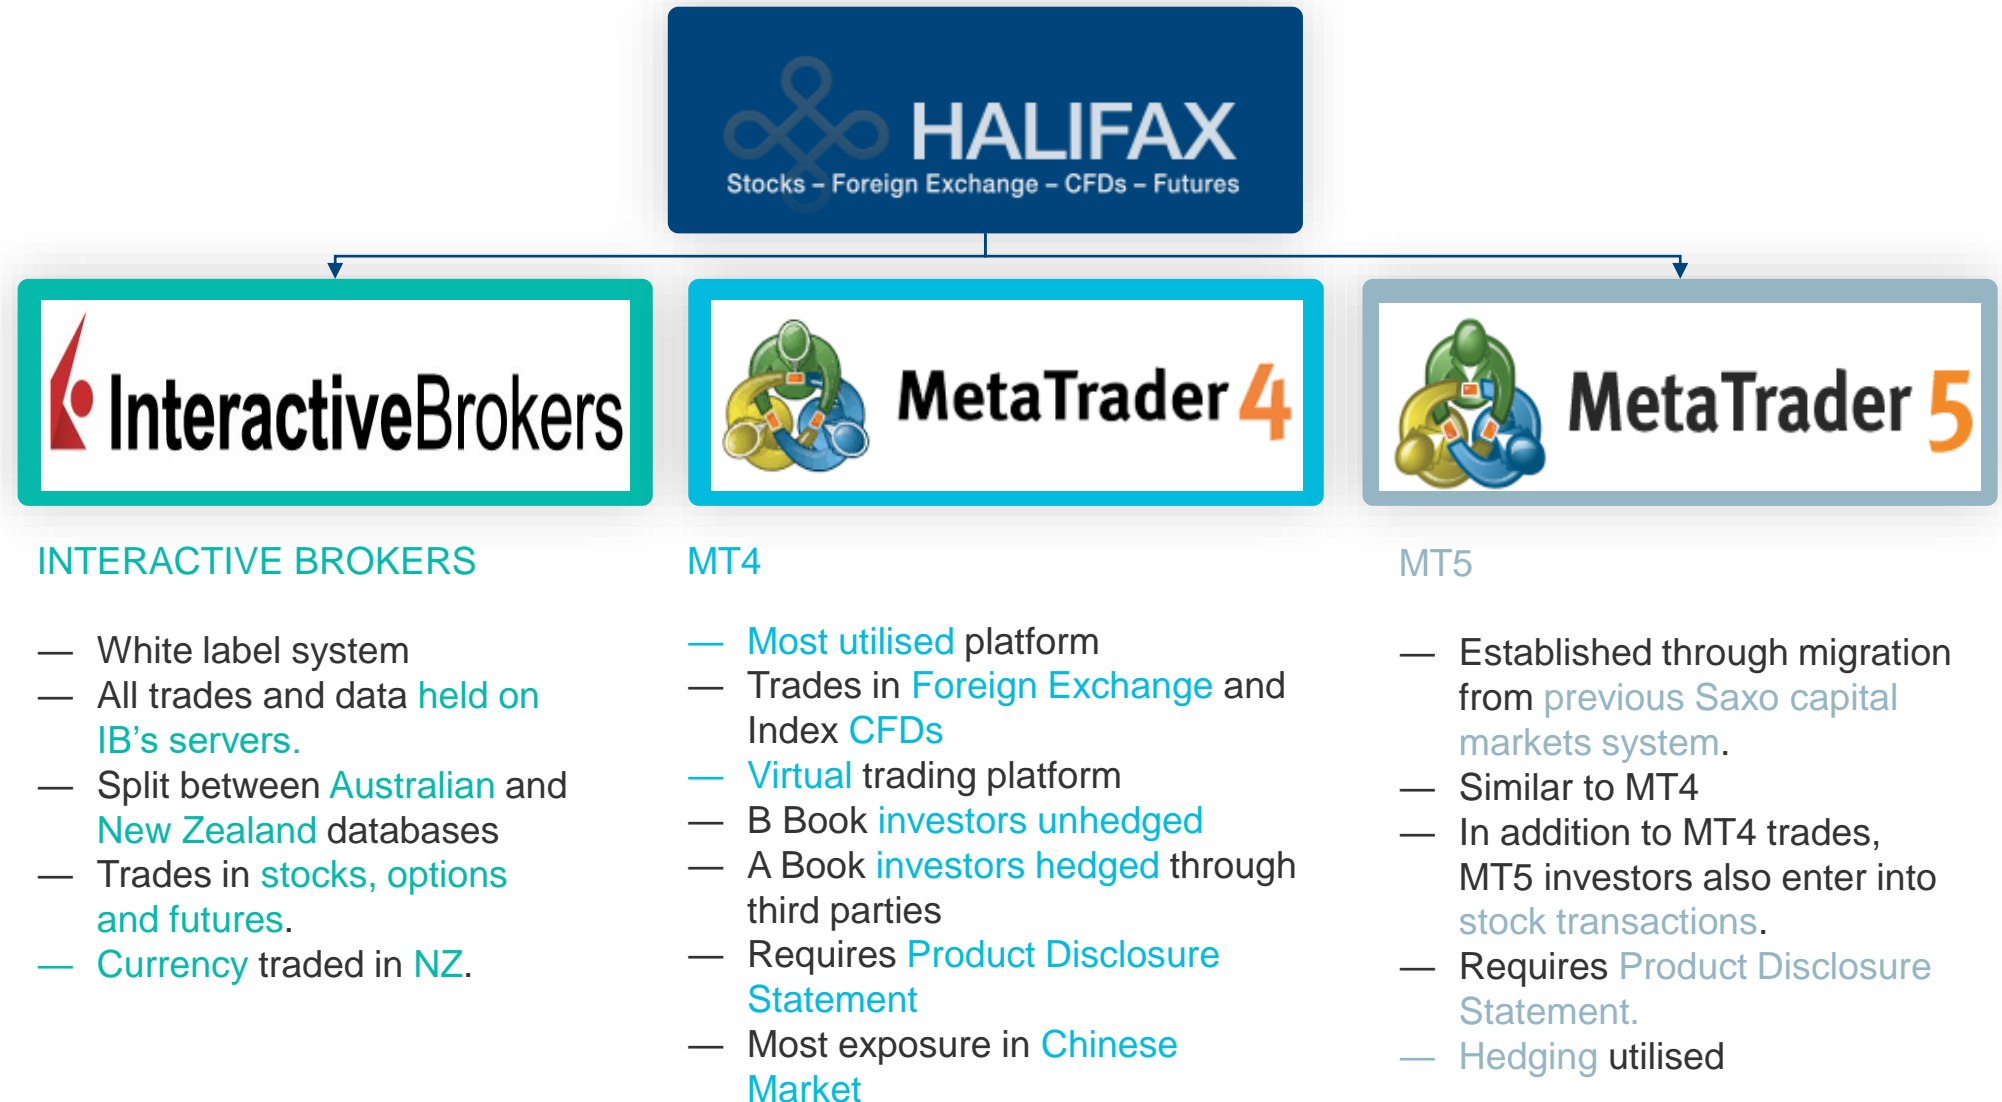 HALIFAX
Stocks – Foreign Exchange – CFDs – Futures
InteractiveBrokers
MetaTrader 4
MetaTrader 5
INTERACTIVE BROKERS
— White label system
— All trades and data held on
IB's servers.
— Split between Australian and
New Zealand databases
— Trades in stocks, options
and futures.
— Currency traded in NZ.
MT4
— Most utilised platform
— Trades in Foreign Exchange and
Index CFDs
— Virtual trading platform
— B Book investors unhedged
— A Book investors hedged through
third parties
— Requires Product Disclosure
Statement
— Most exposure in Chinese
Market
MT5
— Established through migration
from previous Saxo capital
markets system.
— Similar to MT4
— In addition to MT4 trades,
MT5 investors also enter into
stock transactions.
— Requires Product Disclosure
Statement.
— Hedging utilised